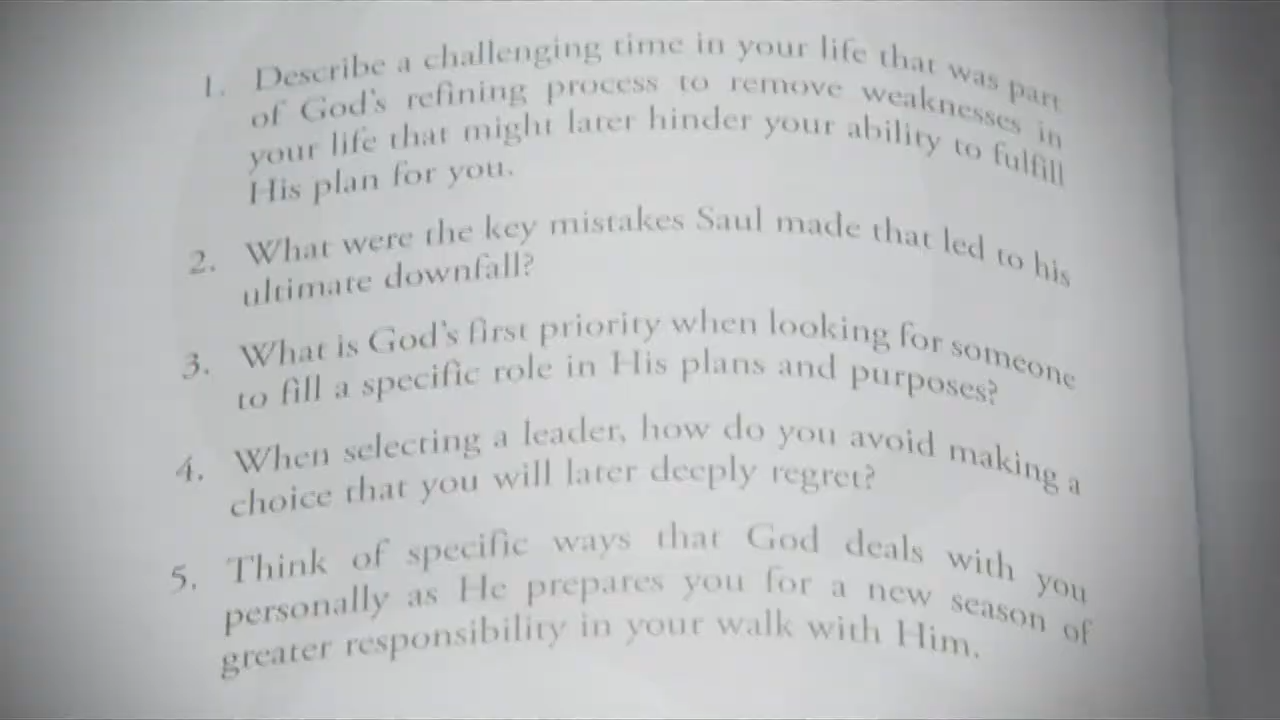 1. Describe a challenging time in your life that was part
of God's refining process to remove weaknesses in
your life that might later hinder your ability to fulfill
His plan for you.
2. What were the key mistakes Saul made that led to his
ultimate downfall?
3. What is God's first priority when looking for someone
to fill a specific role in His plans and purposes?
4. When selecting a leader, how do you avoid making a
choice that you will later deeply regret?
5. Think of specific ways that God deals with you
personally as He prepares you for a new season of
greater responsibility in your walk with Him.